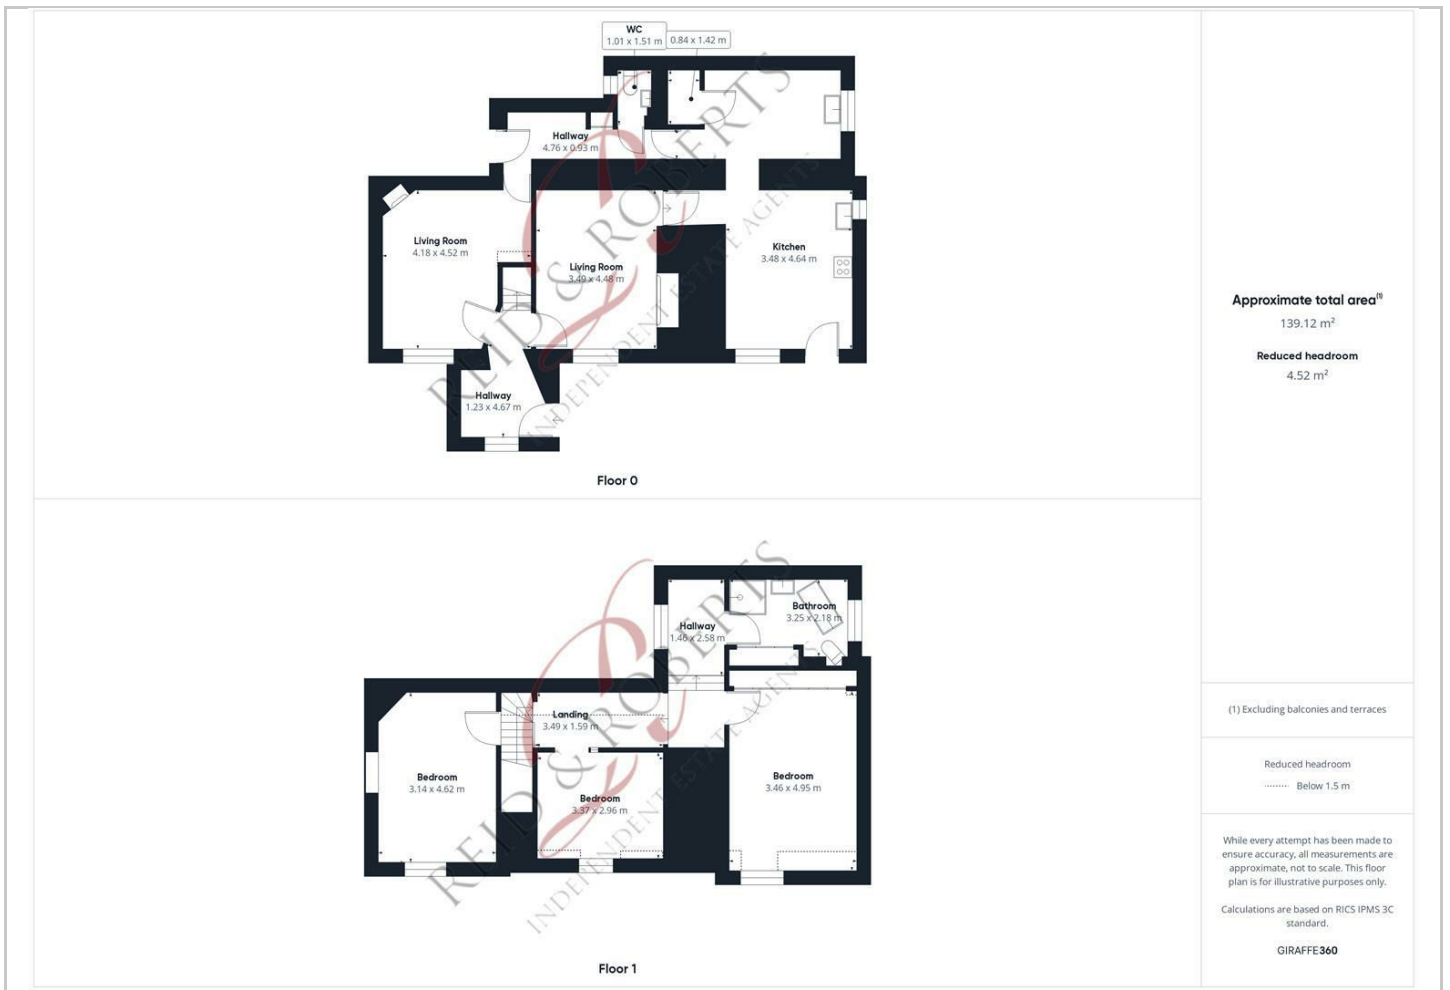 WC
1.01 x 1.51 m
0.84 x 1.42 m
Hallway
4.76 x 0.93 m
Living Room
4.18 x 4.52 m
Living Room
3.49 x 4.48 m
Kitchen
3.48 x 4.64 m
Hallway
1.23 x 4.67 m
REID & ROBERTS
INDEPENDENT ESTATE AGENTS
Floor 0
Hallway
1.46 x 2.58 m
Bathroom
3.25 x 2.18 m
Landing
3.49 x 1.59 m
Bedroom
3.14 x 4.62 m
Bedroom
3.37 x 2.96 m
Bedroom
3.46 x 4.95 m
REID & ROBERTS
INDEPENDENT ESTATE AGENTS
Floor 1
Approximate total area(1)
139.12 m²
Reduced headroom
4.52 m²
(1) Excluding balconies and terraces
Reduced headroom
Below 1.5 m
While every attempt has been made to
ensure accuracy, all measurements are
approximate, not to scale. This floor
plan is for illustrative purposes only.
Calculations are based on RICS IPMS 3C
standard.
GIRAFFE360